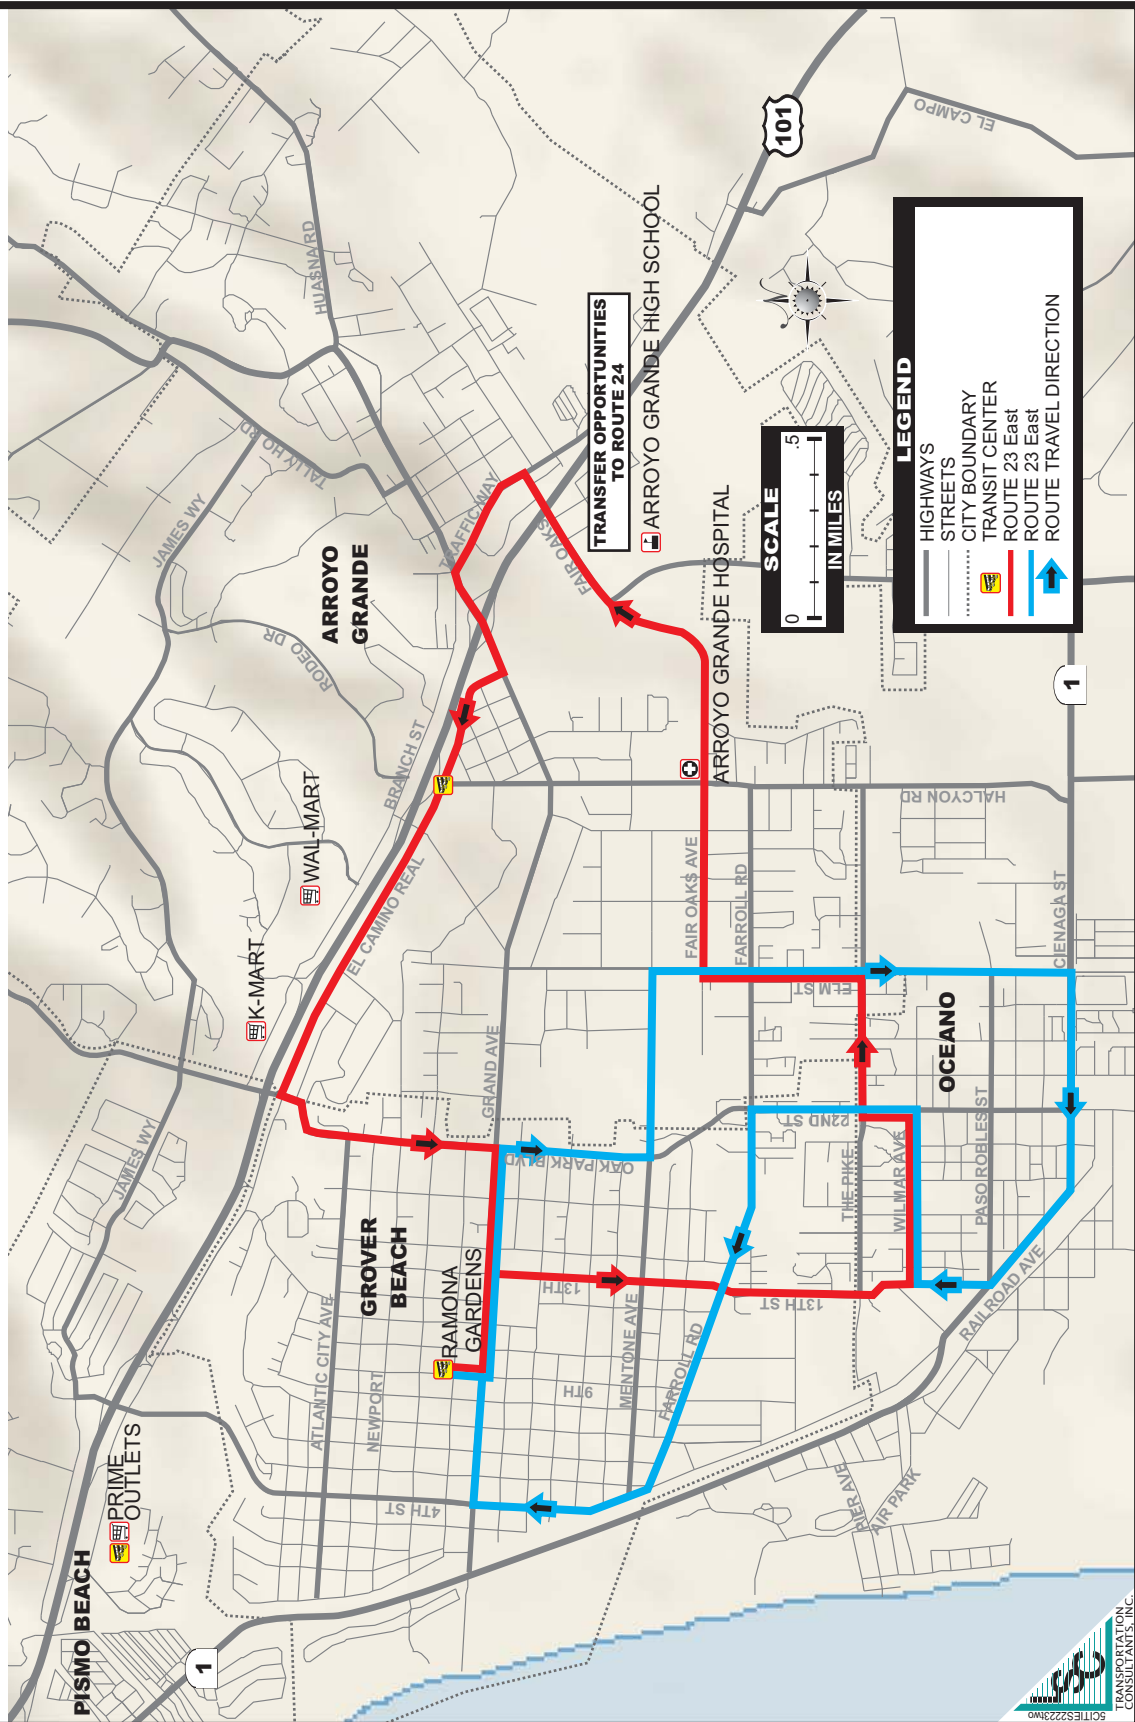 PISMO BEACH
PRIME
OUTLETS
1
4TH ST
ATLANTIC CITY AVE
NEWPORT
GROVER
BEACH
RAMONA
GARDENS
9TH
13TH
MENTONE AVE
FARROLL RD
13TH ST
PIER AVE
AIR PARK
RAILROAD AVE
JAMES WY
K-MART
WAL-MART
EL CAMINO REAL
BRANCH ST
RODEO DR
JAMES WY
TALLY HO RD
HUASNA RD
ARROYO
GRANDE
TRAFFIC WAY
FAIR OAKS
GRAND AVE
OAK PARK BLVD
22ND ST
THE PIKE
WILMAR AVE
PASO ROBLES ST
OCEANO
ELM ST
FAIR OAKS AVE
FARROLL RD
HALCYON RD
CIENAGA ST
1
ARROYO GRANDE HOSPITAL
TRANSFER OPPORTUNITIES
TO ROUTE 24
ARROYO GRANDE HIGH SCHOOL
101
EL CAMPO
SCALE
0
.5
IN MILES
LEGEND
HIGHWAYS
STREETS
CITY BOUNDARY
TRANSIT CENTER
ROUTE 23 East
ROUTE 23 East
ROUTE TRAVEL DIRECTION
TRANSPORTATION
CONSULTANTS, INC.
5CITIES2223two